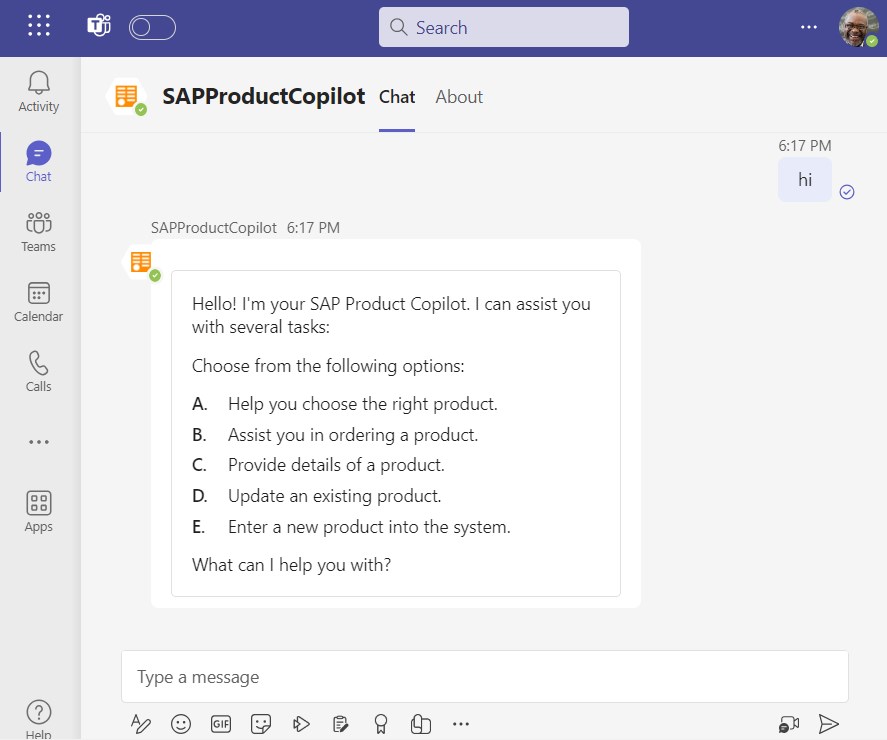 Search
Activity
Chat
Teams
Calendar
Calls
Apps
Help
SAPProductCopilot Chat About
6:17 PM
hi
SAPProductCopilot 6:17 PM
Hello! I'm your SAP Product Copilot. I can assist you
with several tasks:
Choose from the following options:
A. Help you choose the right product.
B. Assist you in ordering a product.
C. Provide details of a product.
D. Update an existing product.
E. Enter a new product into the system.
What can I help you with?
Type a message
GIF